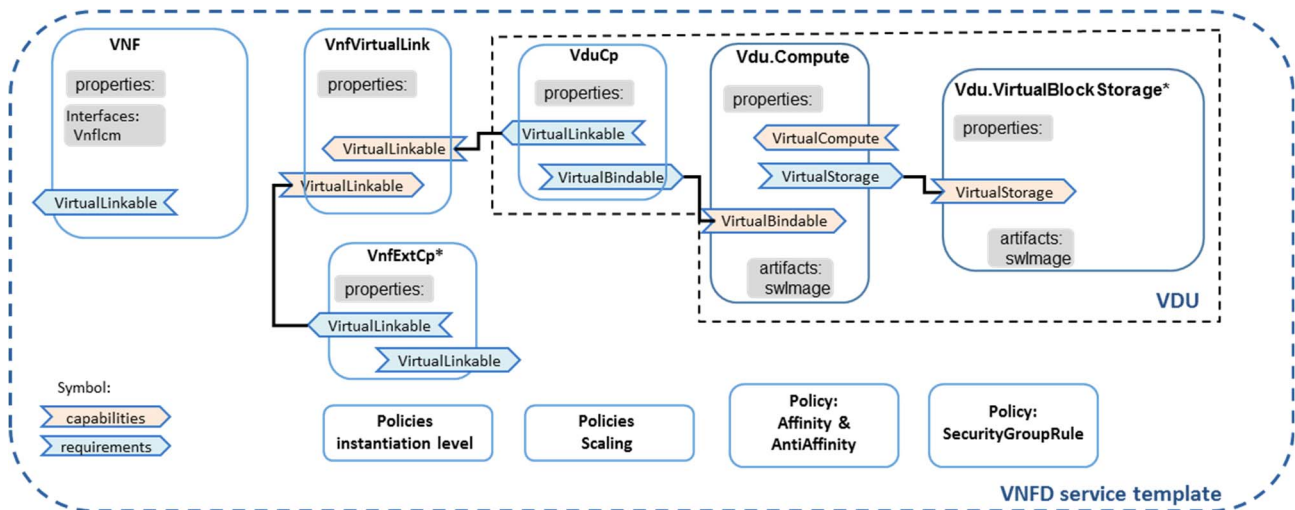 VNF
properties:
Interfaces:
Vnflcm
VirtualLinkable
VnfVirtualLink
properties:
VirtualLinkable
VirtualLinkable
VnfExtCp*
properties:
VirtualLinkable
VirtualLinkable
VduCp
properties:
VirtualLinkable
VirtualBindable
Vdu.Compute
properties:
VirtualCompute
VirtualStorage
VirtualBindable
artifacts:
swImage
Vdu.VirtualBlockStorage*
properties:
VirtualStorage
artifacts:
swImage
VDU
Symbol:
capabilities
requirements
Policies
instantiation level
Policies
Scaling
Policy:
Affinity &
AntiAffinity
Policy:
SecurityGroupRule
VNFD service template